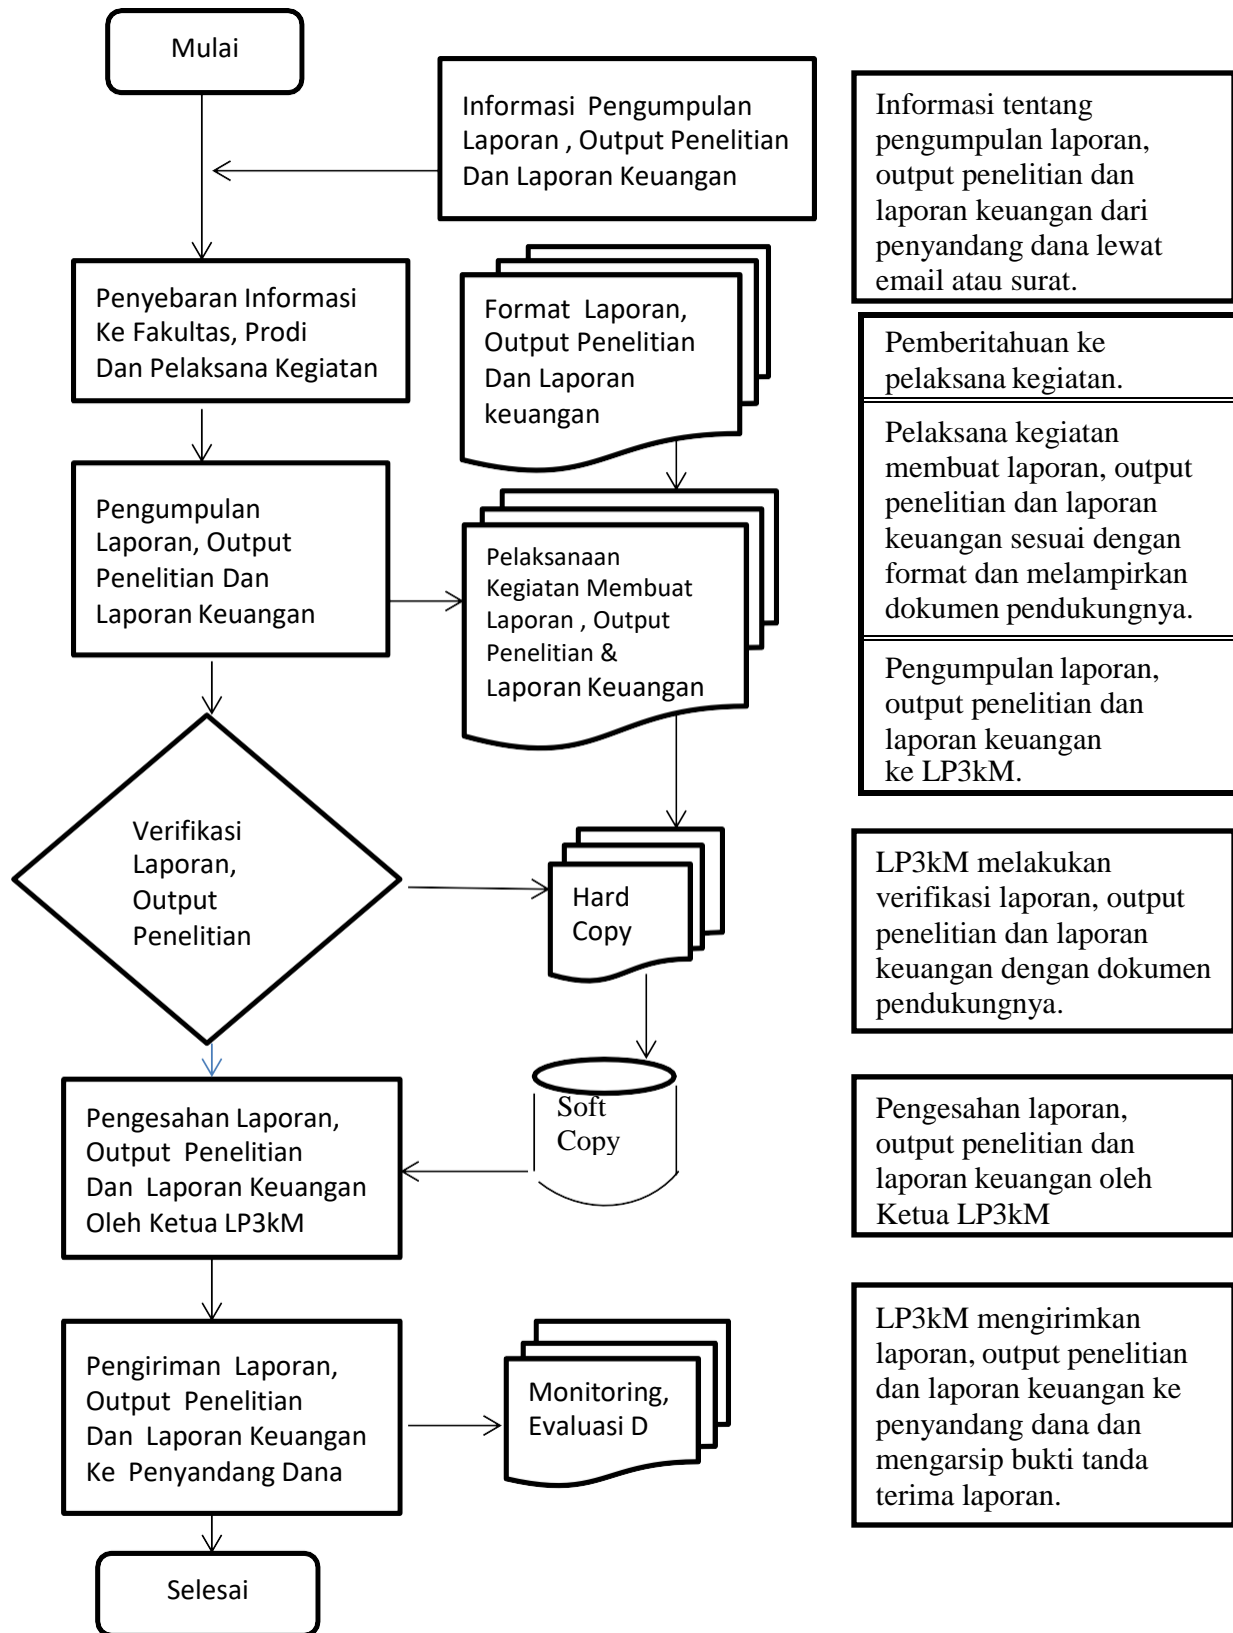 Mulai
Informasi Pengumpulan
Laporan , Output Penelitian
Dan Laporan Keuangan
Informasi tentang
pengumpulan laporan,
output penelitian dan
laporan keuangan dari
penyandang dana lewat
email atau surat.
Penyebaran Informasi
Ke Fakultas, Prodi
Dan Pelaksana Kegiatan
Format Laporan,
Output Penelitian
Dan Laporan
keuangan
Pemberitahuan ke
pelaksana kegiatan.
Pengumpulan
Laporan, Output
Penelitian Dan
Laporan Keuangan
Pelaksanaan
Kegiatan Membuat
Laporan , Output
Penelitian &
Laporan Keuangan
Pelaksana kegiatan
membuat laporan, output
penelitian dan laporan
keuangan sesuai dengan
format dan melampirkan
dokumen pendukungnya.
Pengumpulan laporan,
output penelitian dan
laporan keuangan
ke LP3kM.
Verifikasi
Laporan,
Output
Penelitian
Hard
Copy
LP3kM melakukan
verifikasi laporan, output
penelitian dan laporan
keuangan dengan dokumen
pendukungnya.
Pengesahan Laporan,
Output Penelitian
Dan Laporan Keuangan
Oleh Ketua LP3kM
Soft
Copy
Pengesahan laporan,
output penelitian dan
laporan keuangan oleh
Ketua LP3kM
Pengiriman Laporan,
Output Penelitian
Dan Laporan Keuangan
Ke Penyandang Dana
Monitoring,
Evaluasi D
LP3kM mengirimkan
laporan, output penelitian
dan laporan keuangan ke
penyandang dana dan
mengarsip bukti tanda
terima laporan.
Selesai